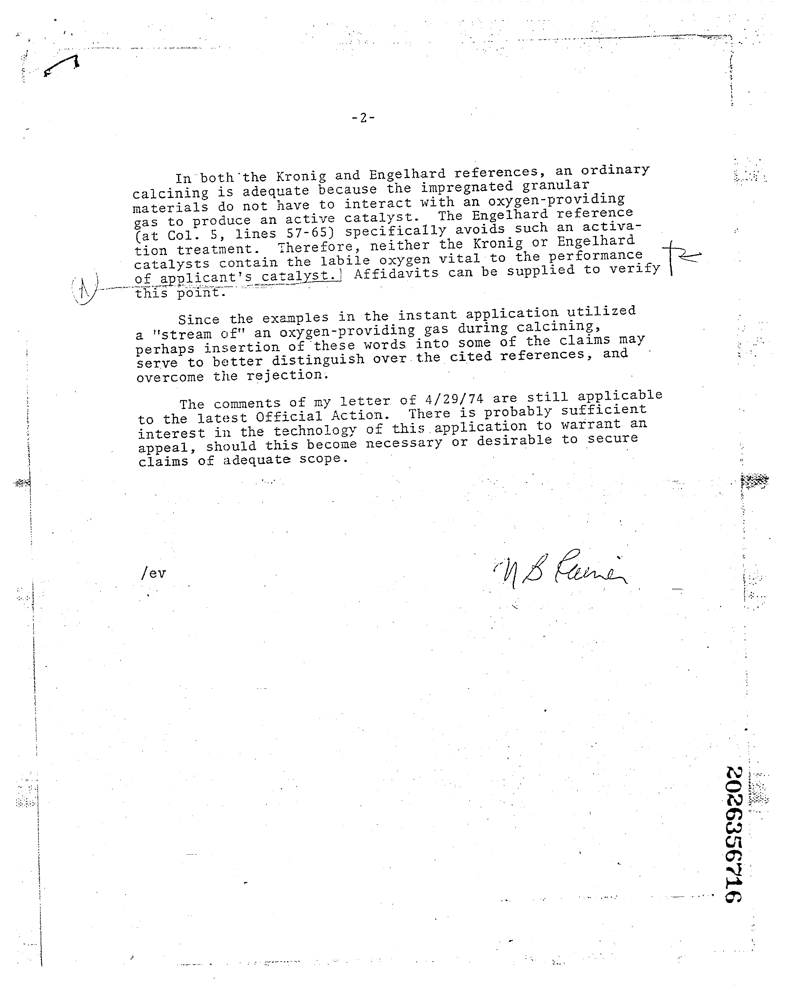 -2-
In both the Kronig and Engelhard references, an ordinary
calcining is adequate because the impregnated granular
materials do not have to interact with an oxygen-providing
gas to produce an active catalyst. The Engelhard reference
(at Col. 5, lines 57-65) specifically avoids such an activa-
tion treatment. Therefore, neither the Kronig or Engelhard
catalysts contain the labile oxygen vital to the performance
of applicant's catalyst. Affidavits can be supplied to verify
this point.
Since the examples in the instant application utilized
a "stream of" an oxygen-providing gas during calcining,
perhaps insertion of these words into some of the claims may
serve to better distinguish over the cited references, and
overcome the rejection.
The comments of my letter of 4/29/74 are still applicable
to the latest Official Action. There is probably sufficient
interest in the technology of this application to warrant an
appeal, should this become necessary or desirable to secure
claims of adequate scope.
/ev
N B Rainer
2026356716